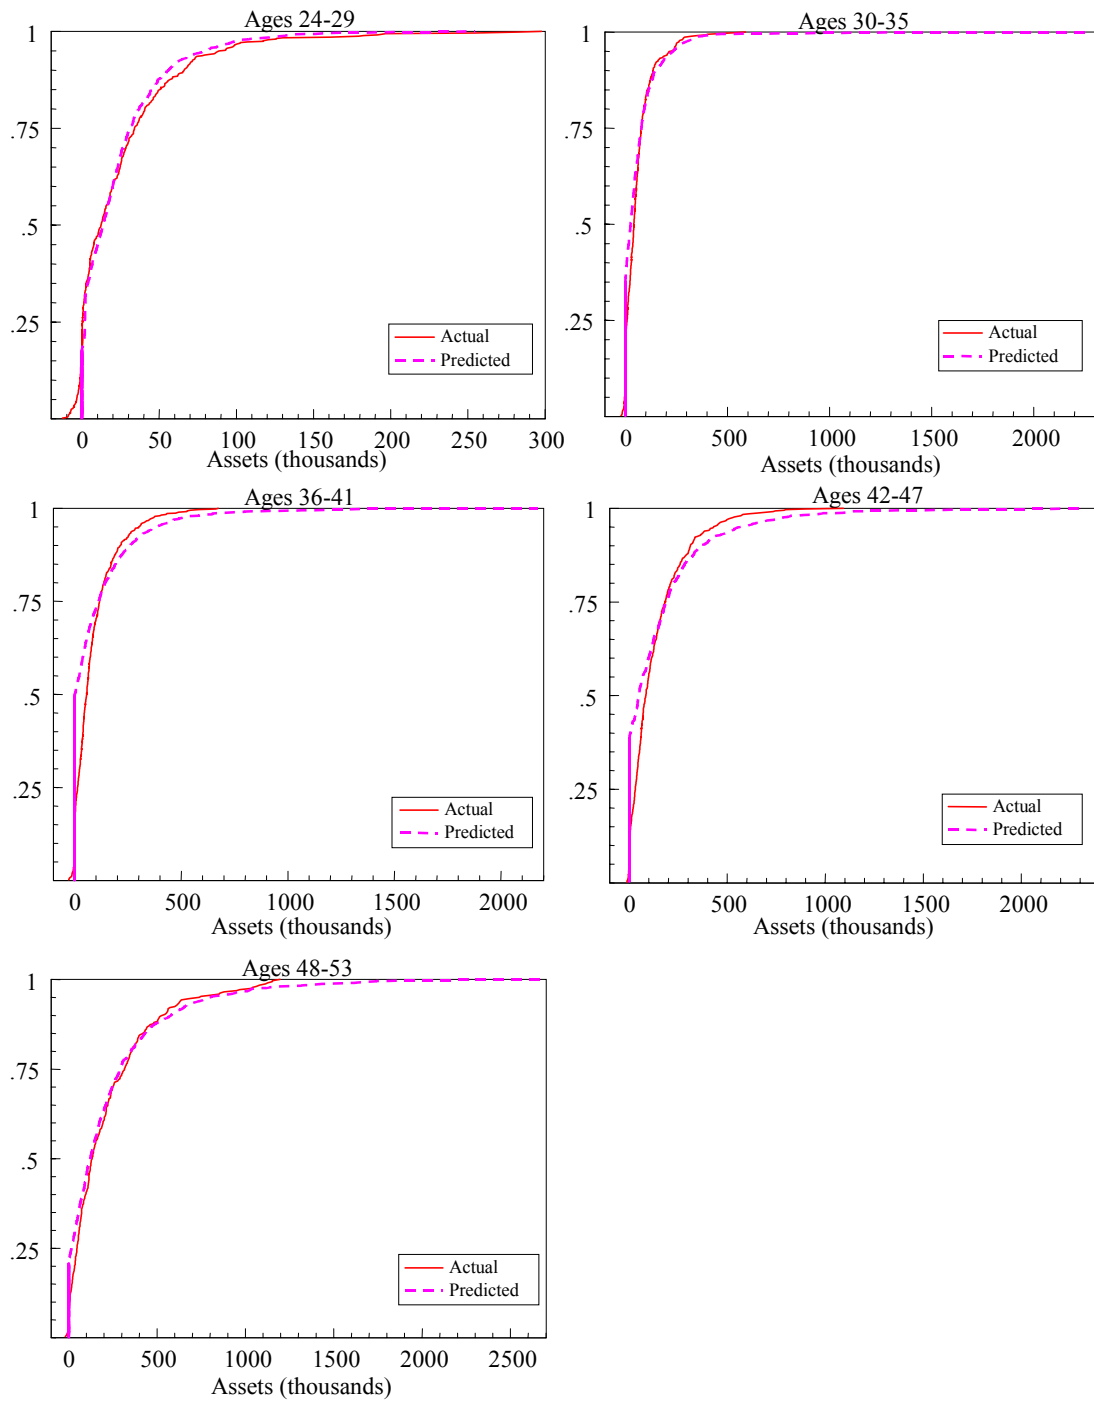 Ages 24-29
1
.75
.5
.25
Actual
Predicted
0 50 100 150 200 250 300
Assets (thousands)
Ages 30-35
1
.75
.5
.25
Actual
Predicted
0 500 1000 1500 2000
Assets (thousands)
Ages 36-41
1
.75
.5
.25
Actual
Predicted
0 500 1000 1500 2000
Assets (thousands)
Ages 42-47
1
.75
.5
.25
Actual
Predicted
0 500 1000 1500 2000
Assets (thousands)
Ages 48-53
1
.75
.5
.25
Actual
Predicted
0 500 1000 1500 2000 2500
Assets (thousands)